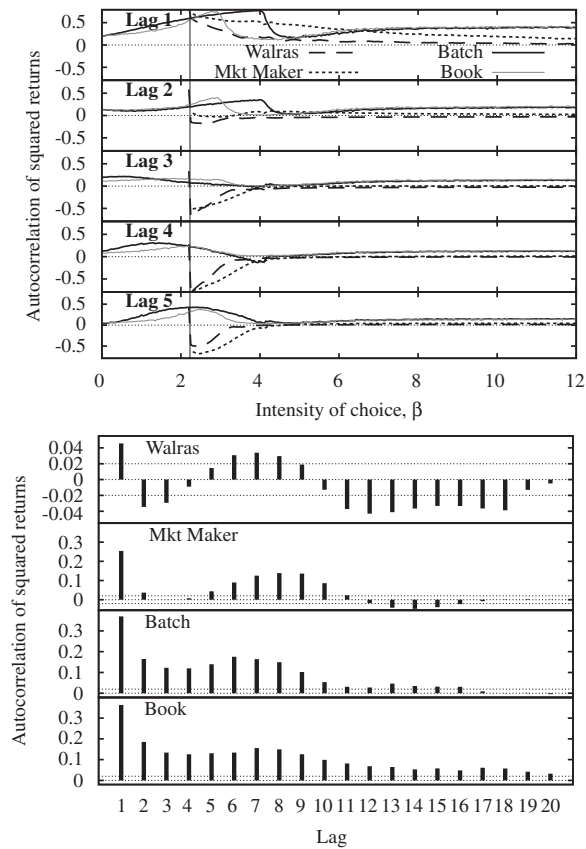 Autocorrelation of squared returns
Lag 1
0.5
0
-0.5
Walras
Batch
Mkt Maker
Book
Lag 2
0.5
0
-0.5
Lag 3
0.5
0
-0.5
Lag 4
0.5
0
-0.5
Lag 5
0.5
0
-0.5
0 2 4 6 8 10 12
Intensity of choice, β
Autocorrelation of squared returns
Walras
0.04
0.02
0
-0.02
-0.04
Mkt Maker
0.3
0.2
0.1
0
Batch
0.3
0.2
0.1
0
Book
0.3
0.2
0.1
0
1 2 3 4 5 6 7 8 9 10 11 12 13 14 15 16 17 18 19 20
Lag